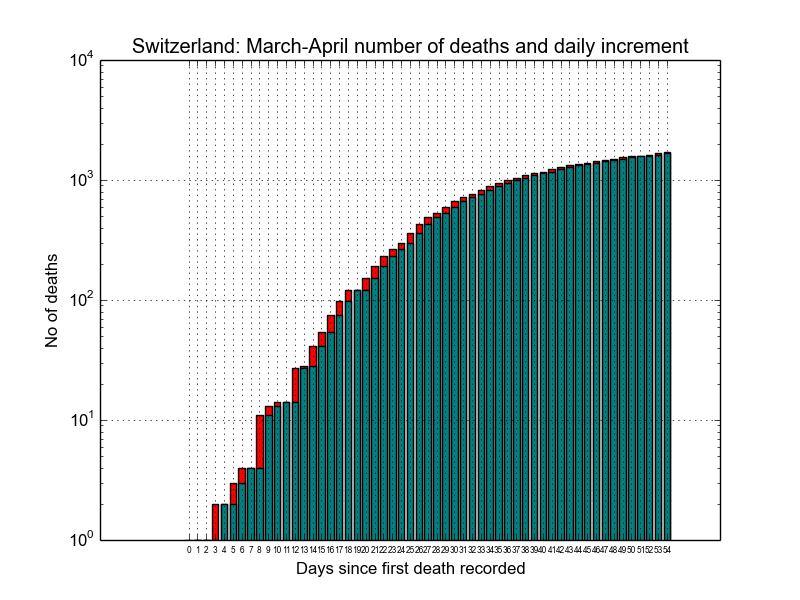 Switzerland: March-April number of deaths and daily increment
10^4
10^3
10^2
10^1
10^0
No of deaths
0 1 2 3 4 5 6 7 8 9 10 11 12 13 14 15 16 17 18 19 20 21 22 23 24 25 26 27 28 29 30 31 32 33 34 35 36 37 38 39 40 41 42 43 44 45 46 47 48 49 50 51 52 53 54
Days since first death recorded